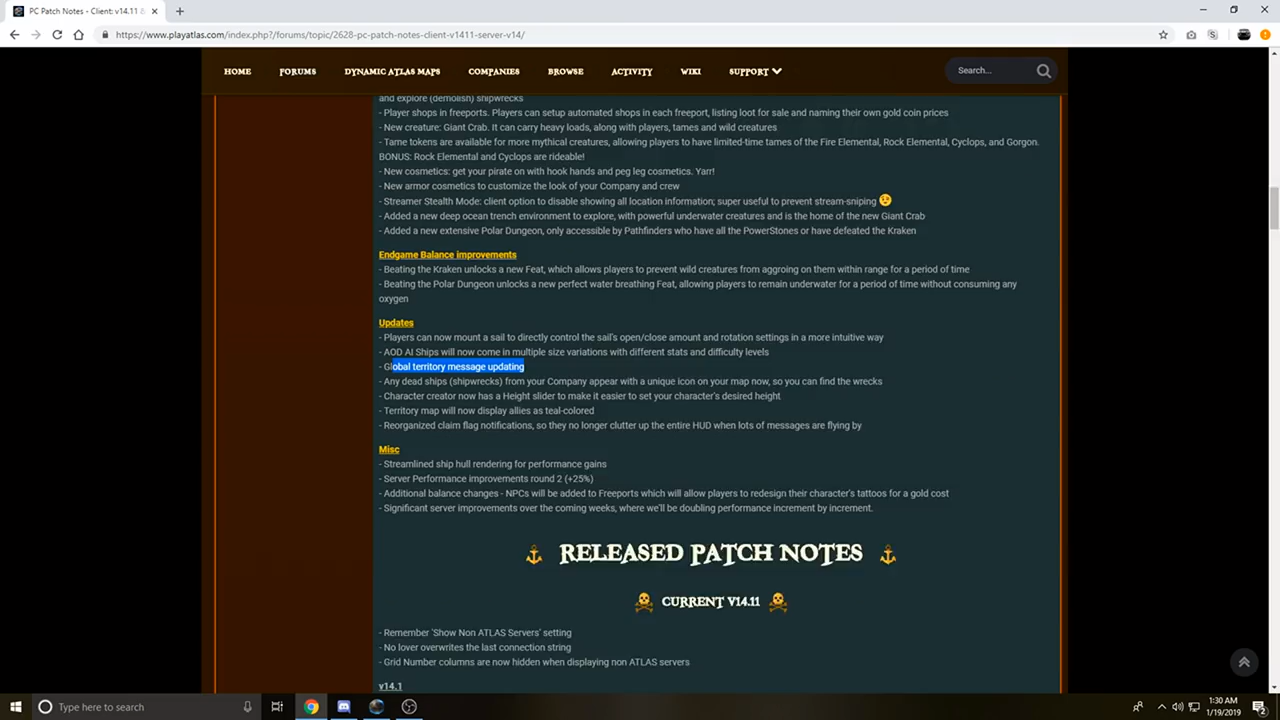 PC Patch Notes - Client: v14.11 &
https://www.playatlas.com/index.php?/forums/topic/2628-pc-patch-notes-client-v1411-server-v14/
HOME FORUMS DYNAMIC ATLAS MAPS COMPANIES BROWSE ACTIVITY WIKI SUPPORT Search...
and explore (demolish) shipwrecks
- Player shops in freeports. Players can setup automated shops in each freeport, listing loot for sale and naming their own gold coin prices
- New creature: Giant Crab. It can carry heavy loads, along with players, tames and wild creatures
- Tame tokens are available for more mythical creatures, allowing players to have limited-time tames of the Fire Elemental, Rock Elemental, Cyclops, and Gorgon.
BONUS: Rock Elemental and Cyclops are rideable!
- New cosmetics: get your pirate on with hook hands and peg leg cosmetics. Yarr!
- New armor cosmetics to customize the look of your Company and crew
- Streamer Stealth Mode: client option to disable showing all location information; super useful to prevent stream-sniping
- Added a new deep ocean trench environment to explore, with powerful underwater creatures and is the home of the new Giant Crab
- Added a new extensive Polar Dungeon, only accessible by Pathfinders who have all the PowerStones or have defeated the Kraken
Endgame Balance improvements
- Beating the Kraken unlocks a new Feat, which allows players to prevent wild creatures from aggroing on them within range for a period of time
- Beating the Polar Dungeon unlocks a new perfect water breathing Feat, allowing players to remain underwater for a period of time without consuming any
oxygen
Updates
- Players can now mount a sail to directly control the sail's open/close amount and rotation settings in a more intuitive way
- AOD AI Ships will now come in multiple size variations with different stats and difficulty levels
- Global territory message updating
- Any dead ships (shipwrecks) from your Company appear with a unique icon on your map now, so you can find the wrecks
- Character creator now has a Height slider to make it easier to set your character's desired height
- Territory map will now display allies as teal-colored
- Reorganized claim flag notifications, so they no longer clutter up the entire HUD when lots of messages are flying by
Misc
- Streamlined ship hull rendering for performance gains
- Server Performance improvements round 2 (+25%)
- Additional balance changes - NPCs will be added to Freeports which will allow players to redesign their character's tattoos for a gold cost
- Significant server improvements over the coming weeks, where we'll be doubling performance increment by increment.
RELEASED PATCH NOTES
CURRENT V14.11
- Remember 'Show Non ATLAS Servers' setting
- No lover overwrites the last connection string
- Grid Number columns are now hidden when displaying non ATLAS servers
v14.1
Type here to search
1:30 AM
1/19/2019
2